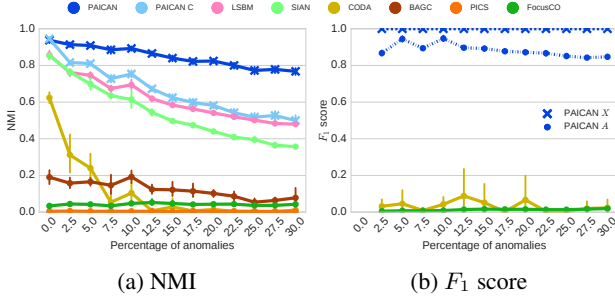 PAICAN PAICAN C LSBM SIAN CODA BAGC PICS FocusCO
NMI
1.0
0.8
0.6
0.4
0.2
0.0
0.0 2.5 5.0 7.5 10.0 12.5 15.0 17.5 20.0 22.5 25.0 27.5 30.0
Percentage of anomalies
(a) NMI
F1 score
1.0
0.8
0.6
0.4
0.2
0.0
PAICAN X
PAICAN A
0.0 2.5 5.0 7.5 10.0 12.5 15.0 17.5 20.0 22.5 25.0 27.5 30.0
Percentage of anomalies
(b) F1 score